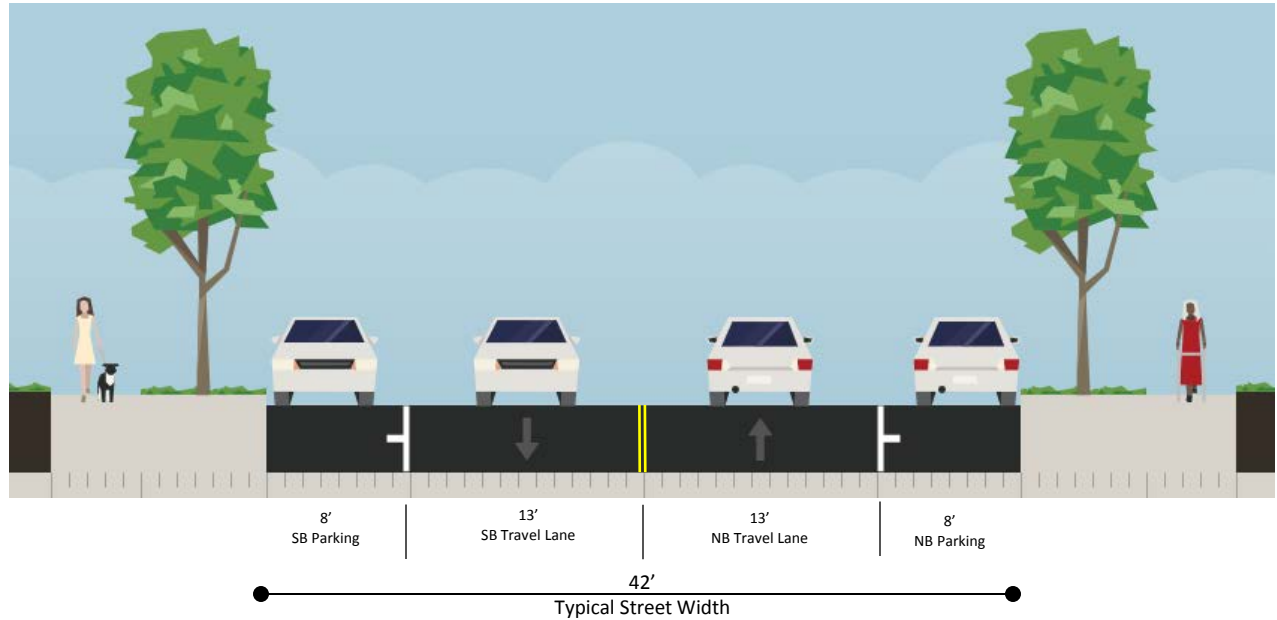 8’
SB Parking
13’
SB Travel Lane
13’
NB Travel Lane
8’
NB Parking
42’
Typical Street Width